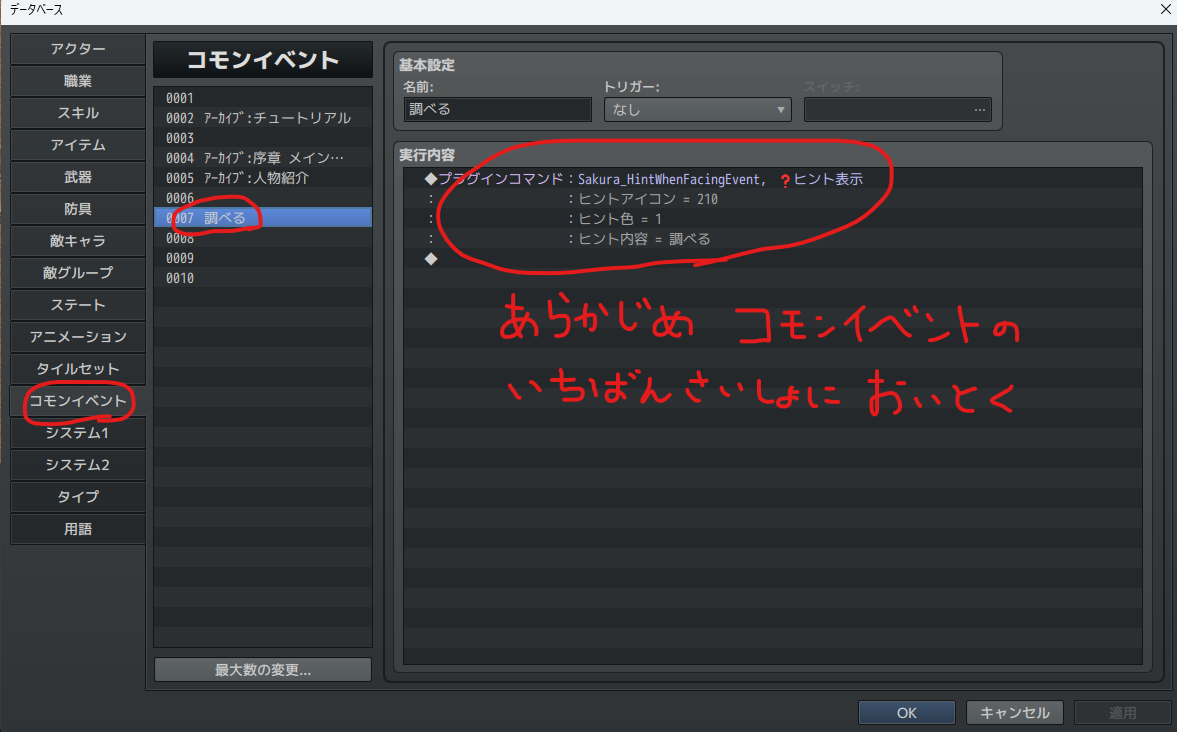 データベース
アクター
職業
スキル
アイテム
武器
防具
敵キャラ
敵グループ
ステート
アニメーション
タイルセット
コモンイベント
システム1
システム2
タイプ
用語
コモンイベント
0001
0002 ｱｰｶｲﾌﾞ:チュートリアル
0003
0004 ｱｰｶｲﾌﾞ:序章 メイン…
0005 ｱｰｶｲﾌﾞ:人物紹介
0006
0007 調べる
0008
0009
0010
最大数の変更...
基本設定
名前: トリガー: スイッチ:
調べる なし ...
実行内容
◆プラグインコマンド：Sakura_HintWhenFacingEvent, ❓ヒント表示
： ：ヒントアイコン = 210
： ：ヒント色 = 1
： ：ヒント内容 = 調べる
◆
あらかじめ コモンイベントの
いちばんさいしょに おいとく
OK キャンセル 適用